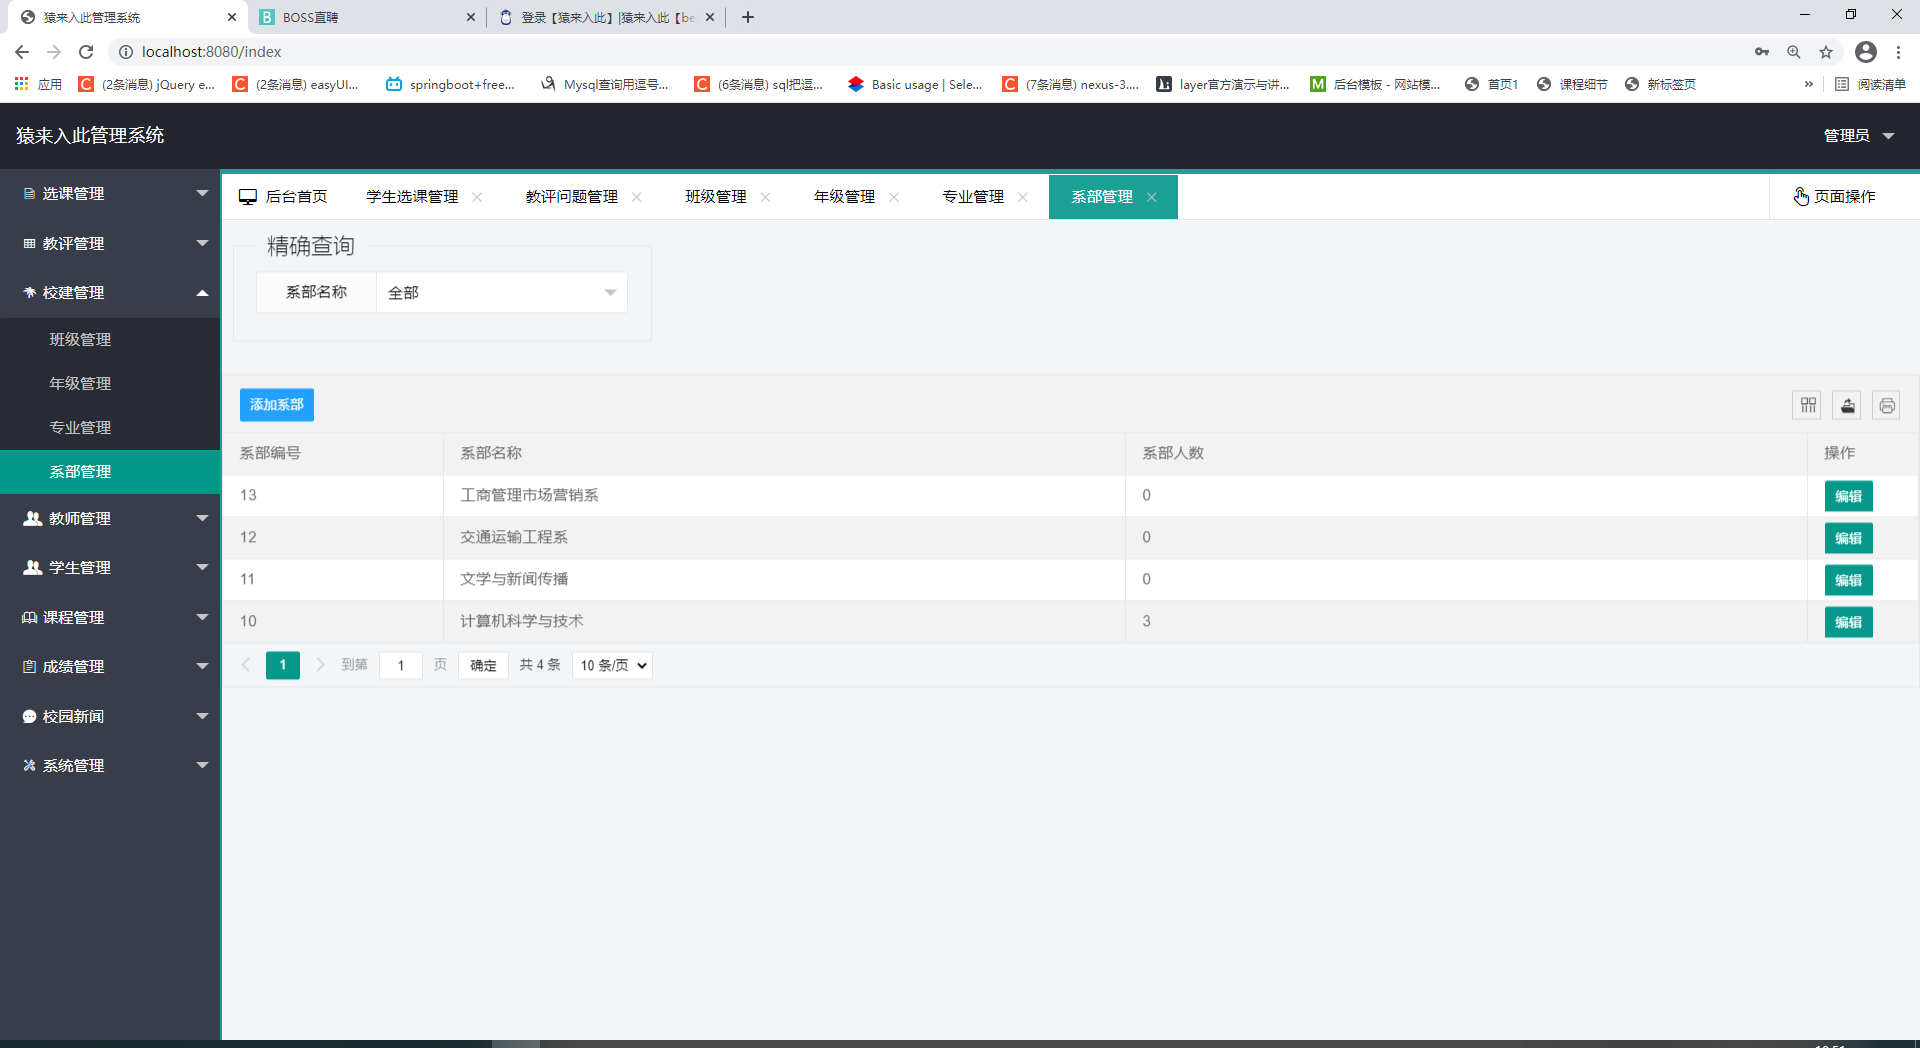 猿来入此管理系统
BOSS直聘
登录【猿来入此】|猿来入此【be
localhost:8080/index
应用
(2条消息) jQuery e...
(2条消息) easyUI...
springboot+free...
Mysql查询用逗号...
(6条消息) sql把逗...
Basic usage | Sele...
(7条消息) nexus-3....
layer官方演示与讲...
后台模板 - 网站模...
首页1
课程细节
新标签页
»
阅读清单
猿来入此管理系统
管理员
选课管理
教评管理
校建管理
班级管理
年级管理
专业管理
系部管理
教师管理
学生管理
课程管理
成绩管理
校园新闻
系统管理
后台首页
学生选课管理
教评问题管理
班级管理
年级管理
专业管理
系部管理
页面操作
精确查询
系部名称
全部
添加系部
系部编号 系部名称 系部人数 操作
13 工商管理市场营销系 0 编辑
12 交通运输工程系 0 编辑
11 文学与新闻传播 0 编辑
10 计算机科学与技术 3 编辑
1 到第 1 页 确定 共 4 条 10 条/页